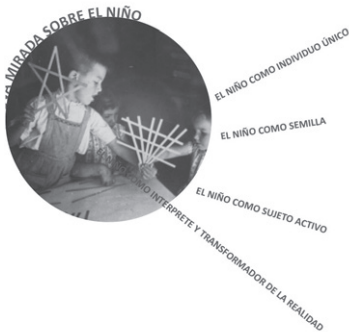 MIRADA SOBRE EL NIÑO
EL NIÑO COMO INDIVIDUO ÚNICO
EL NIÑO COMO SEMILLA
EL NIÑO COMO SUJETO ACTIVO
COMO INTERPRETE Y TRANSFORMADOR DE LA REALIDAD